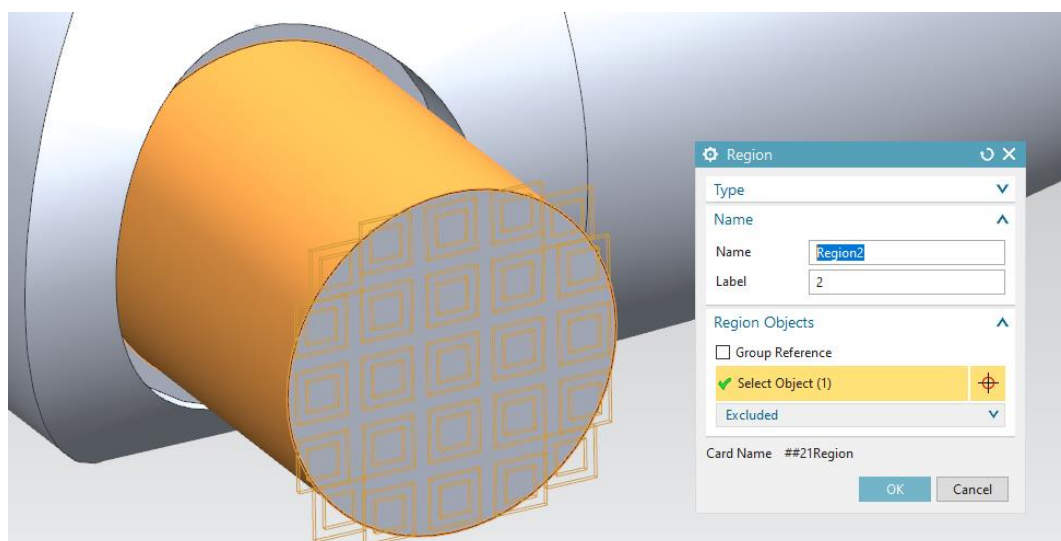 Region
Type
Name
Name Region2
Label 2
Region Objects
Group Reference
Select Object (1)
Excluded
Card Name ##21Region
OK Cancel